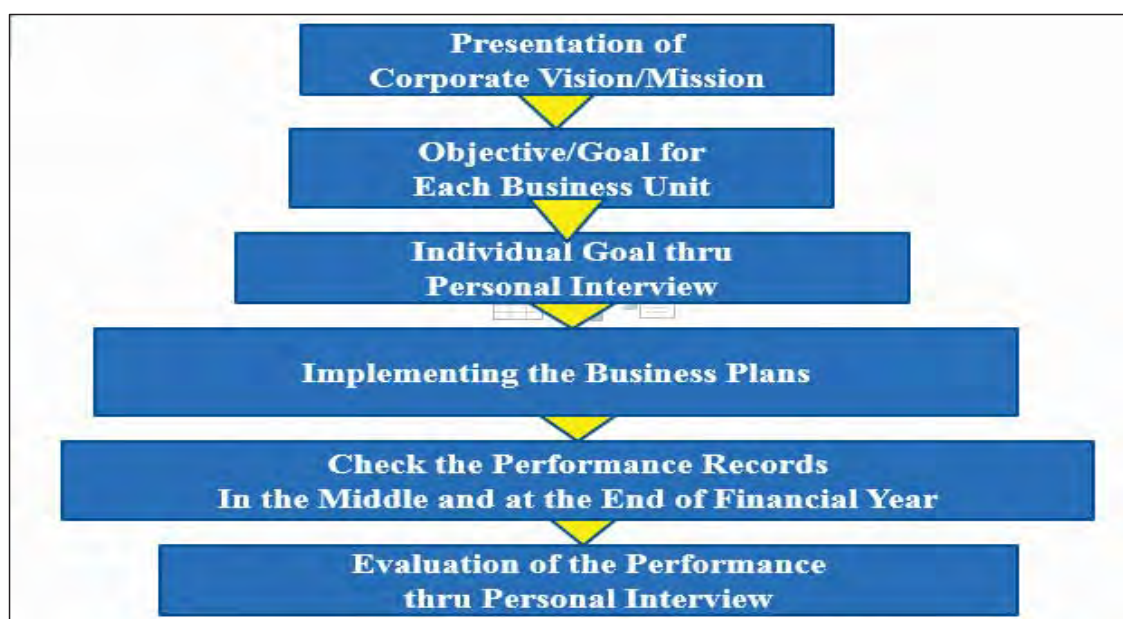 Presentation of
Corporate Vision/Mission
Objective/Goal for
Each Business Unit
Individual Goal thru
Personal Interview
Implementing the Business Plans
Check the Performance Records
In the Middle and at the End of Financial Year
Evaluation of the Performance
thru Personal Interview